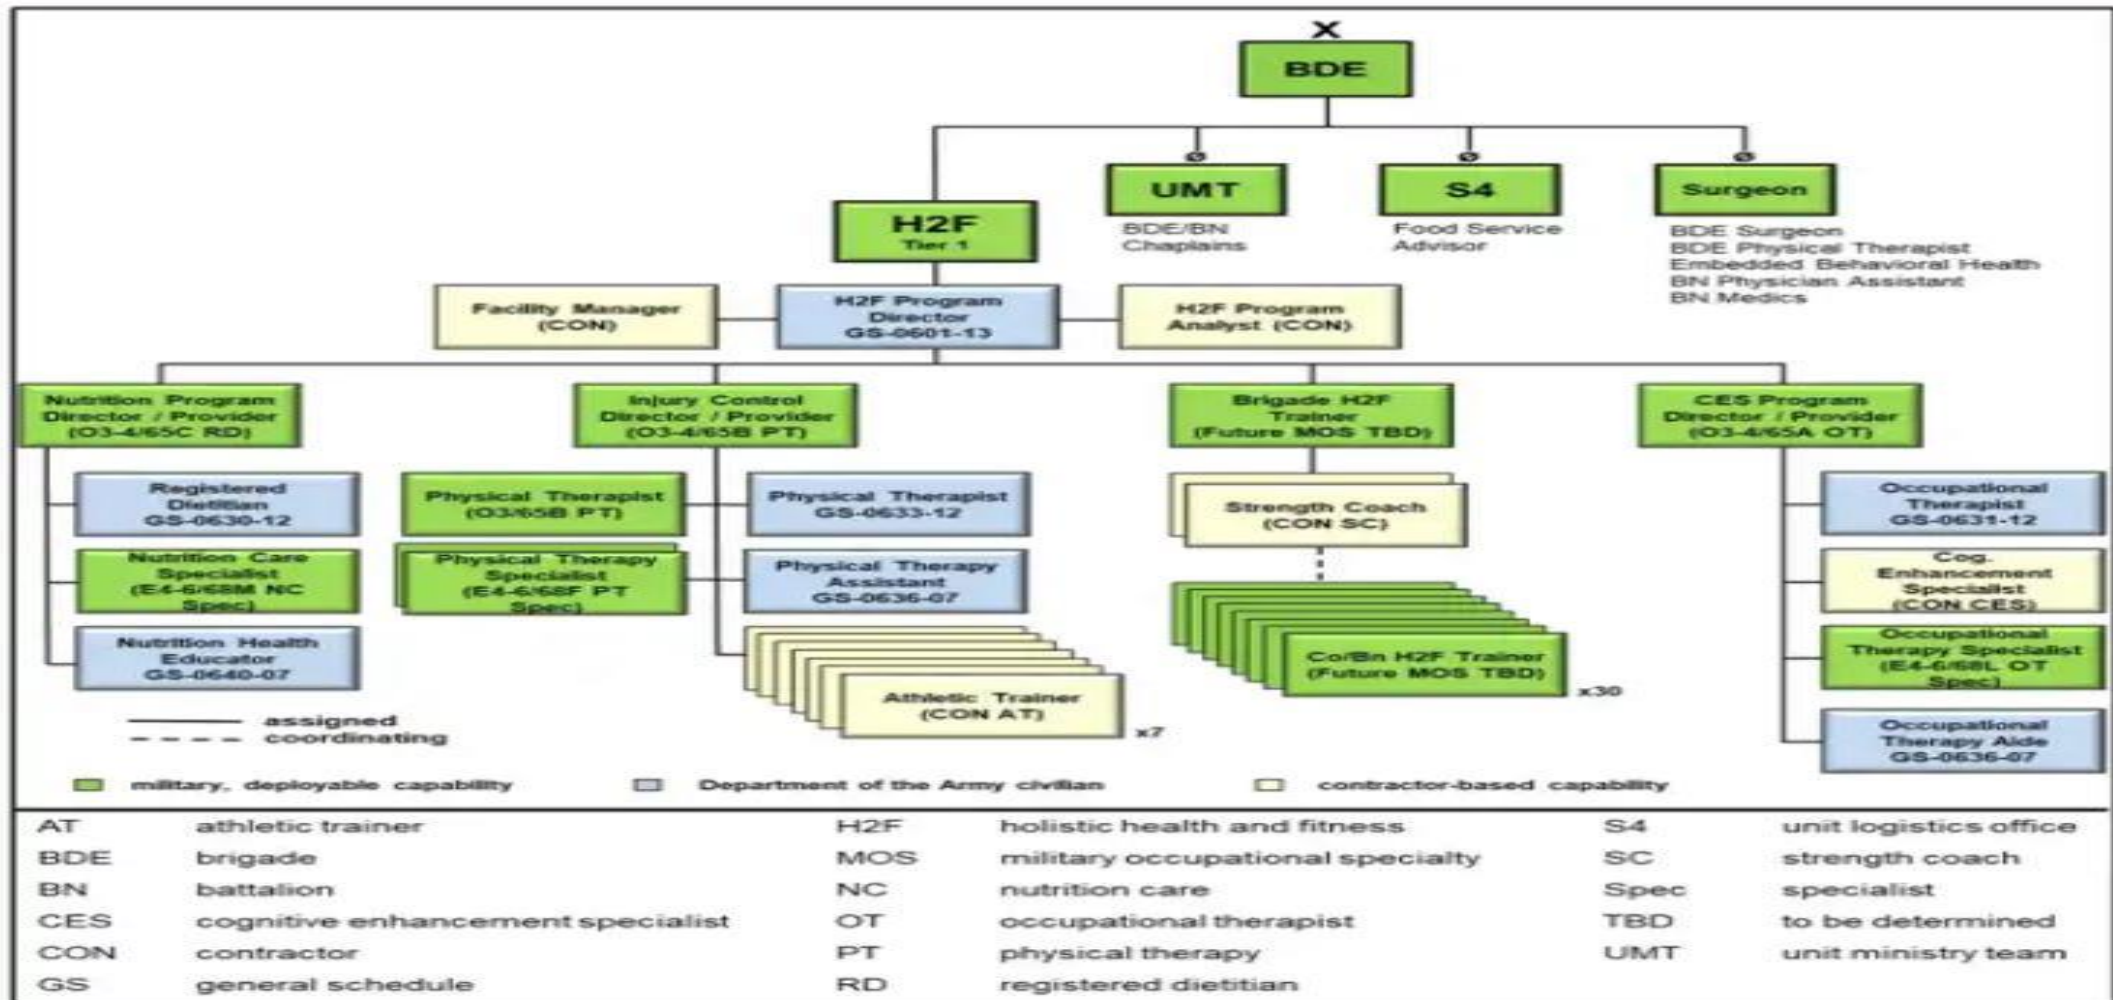 X
BDE
UMT
S4
Surgeon
H2F
Tier 1
BDE/BN
Chaplains
Food Service
Advisor
BDE Surgeon
BDE Physical Therapist
Embedded Behavioral Health
BN Physician Assistant
BN Medics
Facility Manager
(CON)
H2F Program
Director
GS-0601-13
H2F Program
Analyst (CON)
Nutrition Program
Director / Provider
(O3-4/65C RD)
Injury Control
Director / Provider
(O3-4/65B PT)
Brigade H2F
Trainer
(Future MOS TBD)
CES Program
Director / Provider
(O3-4/65A OT)
Registered
Dietitian
GS-0630-12
Nutrition Care
Specialist
(E4-6/68M NC
Spec)
Nutrition Health
Educator
GS-0640-07
Physical Therapist
(O3/65B PT)
Physical Therapy
Specialist
(E4-6/68F PT
Spec)
Physical Therapist
GS-0633-12
Physical Therapy
Assistant
GS-0636-07
Athletic Trainer
(CON AT)
x7
Strength Coach
(CON SC)
Co/Bn H2F Trainer
(Future MOS TBD)
x30
Occupational
Therapist
GS-0631-12
Cog.
Enhancement
Specialist
(CON CES)
Occupational
Therapy Specialist
(E4-6/68L OT
Spec)
Occupational
Therapy Aide
GS-0636-07
assigned
coordinating
military, deployable capability
Department of the Army civilian
contractor-based capability
AT athletic trainer
BDE brigade
BN battalion
CES cognitive enhancement specialist
CON contractor
GS general schedule
H2F holistic health and fitness
MOS military occupational specialty
NC nutrition care
OT occupational therapist
PT physical therapy
RD registered dietitian
S4 unit logistics office
SC strength coach
Spec specialist
TBD to be determined
UMT unit ministry team